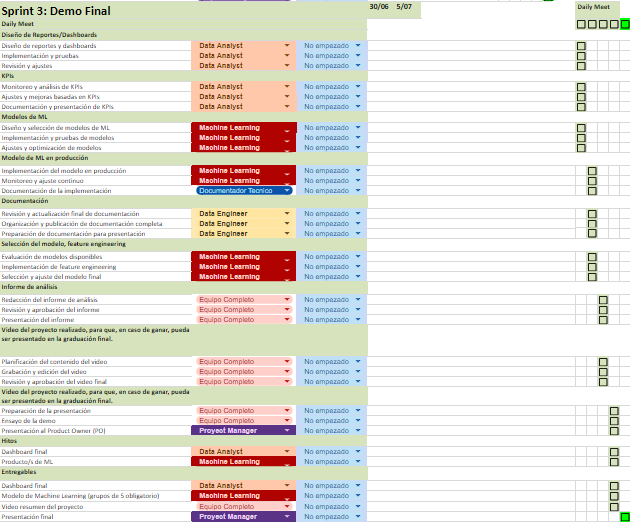 Sprint 3: Demo Final 30/06 5/07 Daily Meet
Daily Meet
Diseño de Reportes/Dashboards
Diseño de reportes y dashboards Data Analyst No empezado
Implementación y pruebas Data Analyst No empezado
Revisión y ajustes Data Analyst No empezado
KPIs
Monitoreo y análisis de KPIs Data Analyst No empezado
Ajustes y mejoras basadas en KPIs Data Analyst No empezado
Documentación y presentación de KPIs Data Analyst No empezado
Modelos de ML
Diseño y selección de modelos de ML Machine Learning No empezado
Implementación y pruebas de modelos Machine Learning No empezado
Ajustes y optimización de modelos Machine Learning No empezado
Modelo de ML en producción
Implementación del modelo en producción Machine Learning No empezado
Monitoreo y ajuste continuo Machine Learning No empezado
Documentación de la implementación Documentador Tecnico No empezado
Documentación
Revisión y actualización final de documentación Data Engineer No empezado
Organización y publicación de documentación completa Data Engineer No empezado
Preparación de documentación para presentación Data Engineer No empezado
Selección del modelo, feature engineering
Evaluación de modelos disponibles Machine Learning No empezado
Implementación de feature engineering Machine Learning No empezado
Selección y ajuste del modelo final Machine Learning No empezado
Informe de análisis
Redacción del informe de análisis Equipo Completo No empezado
Revisión y aprobación del informe Equipo Completo No empezado
Presentación del informe Equipo Completo No empezado
Video del proyecto realizado, para que, en caso de ganar, pueda
ser presentado en la graduación final.
Planificación del contenido del video Equipo Completo No empezado
Grabación y edición del video Equipo Completo No empezado
Revisión y aprobación del video final Equipo Completo No empezado
Video del proyecto realizado, para que, en caso de ganar, pueda
ser presentado en la graduación final.
Preparación de la presentación Equipo Completo No empezado
Ensayo de la demo Equipo Completo No empezado
Presentación al Product Owner (PO) Proyect Manager No empezado
Hitos
Dashboard final Data Analyst No empezado
Producto/s de ML Machine Learning No empezado
Entregables
Dashboard final Data Analyst No empezado
Modelo de Machine Learning (grupos de 5 obligatorio) Machine Learning No empezado
Video resumen del proyecto Equipo Completo No empezado
Presentación final Proyect Manager No empezado